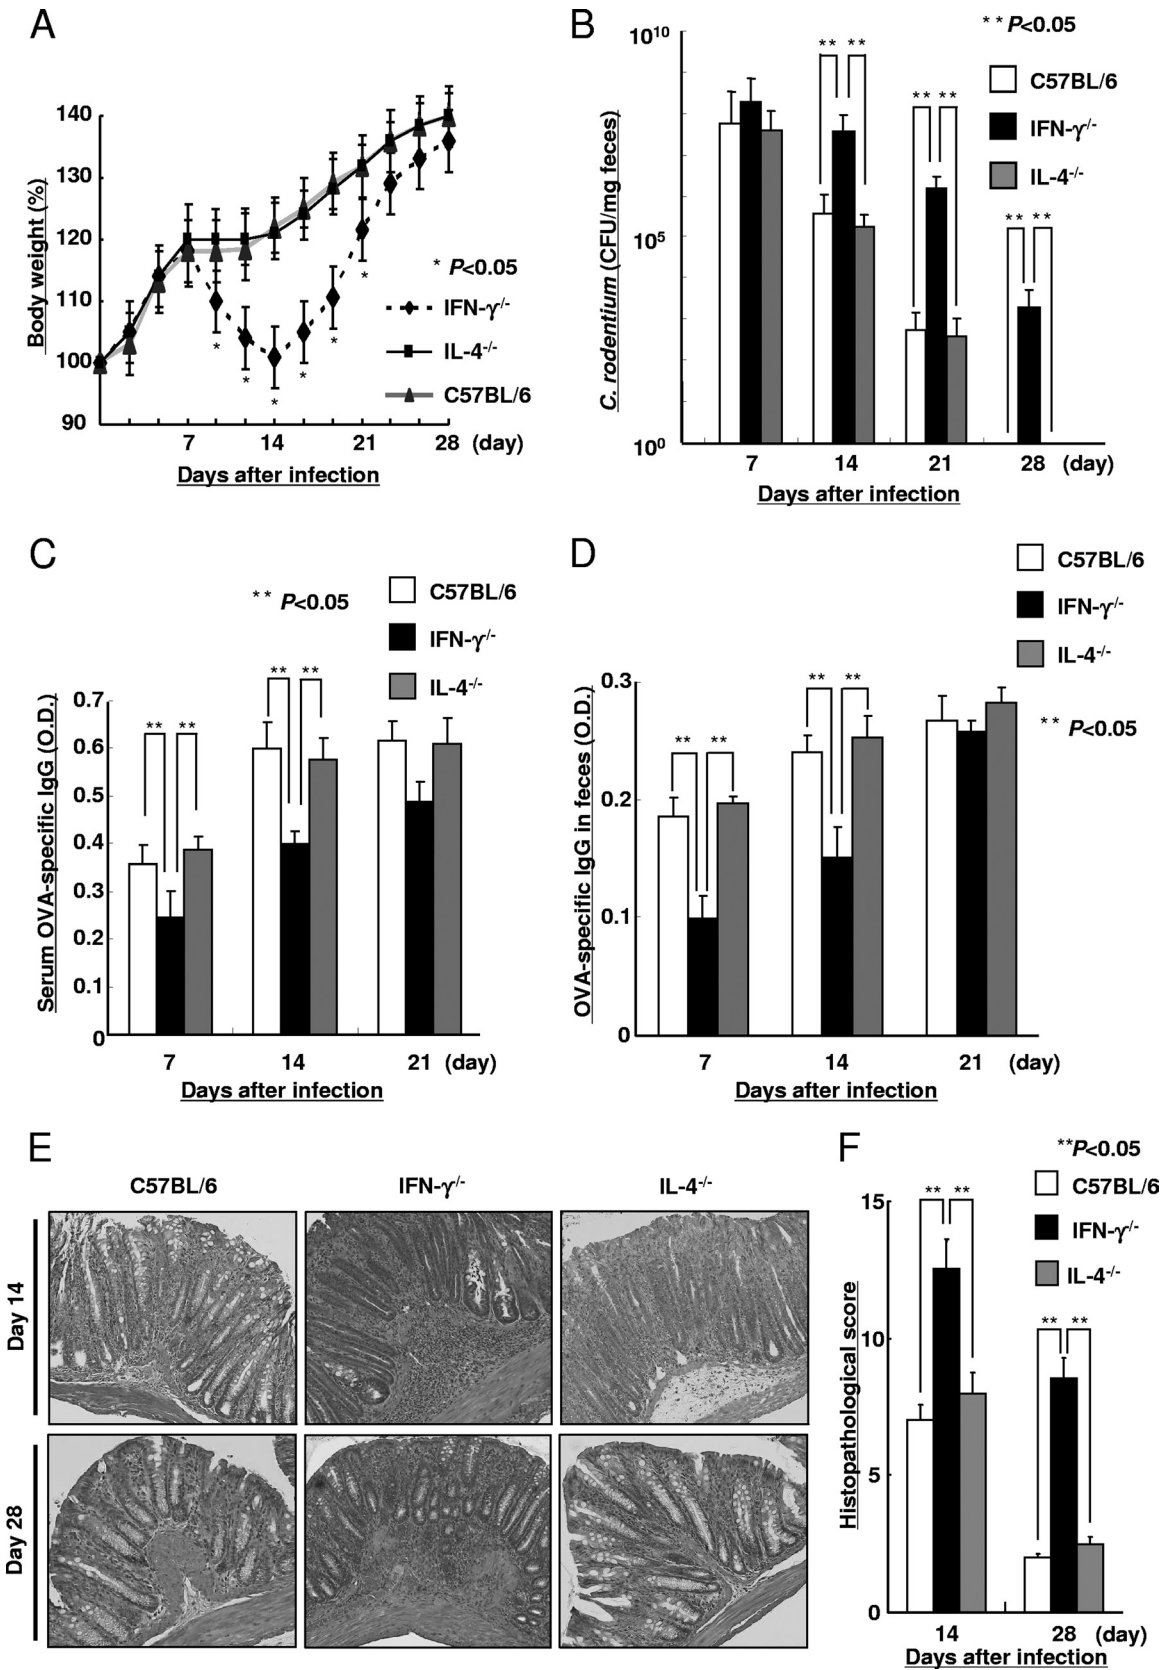 A
140
130
120
110
100
90
Body weight (%)
* P<0.05
IFN-γ-/-
IL-4-/-
C57BL/6
* * * * * *
7 14 21 28 (day)
Days after infection
B
**P<0.05
C57BL/6
IFN-γ-/-
IL-4-/-
10^10
10^5
10^0
C. rodentium (CFU/mg feces)
** **
** **
** **
7 14 21 28 (day)
Days after infection
C
** P<0.05
C57BL/6
IFN-γ-/-
IL-4-/-
0.7
0.6
0.5
0.4
0.3
0.2
0.1
0
Serum OVA-specific IgG (O.D.)
** **
** **
7 14 21 (day)
Days after infection
D
C57BL/6
IFN-γ-/-
IL-4-/-
** P<0.05
0.3
0.2
0.1
0
OVA-specific IgG in feces (O.D.)
** **
** **
7 14 21 (day)
Days after infection
E
C57BL/6 IFN-γ-/- IL-4-/-
Day 14
Day 28
F
**P<0.05
C57BL/6
IFN-γ-/-
IL-4-/-
15
10
5
0
Histopathological score
** **
** **
14 28 (day)
Days after infection